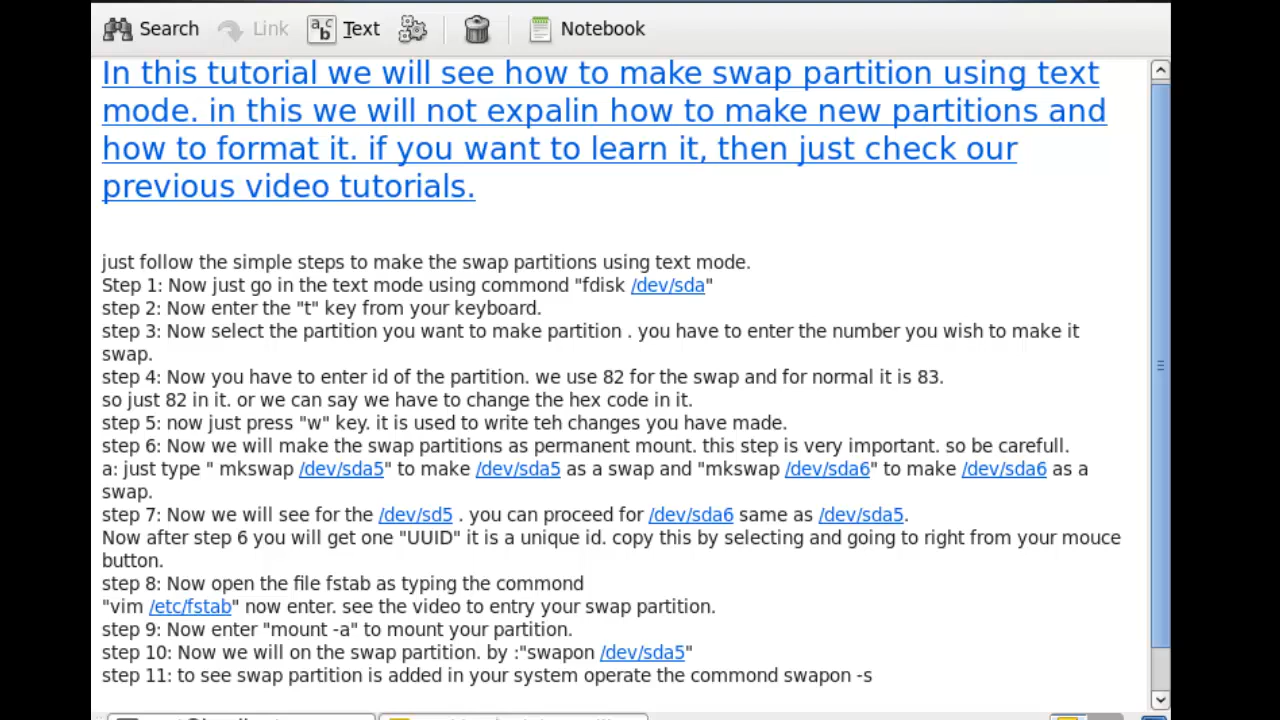 Search Link Text Notebook
In this tutorial we will see how to make swap partition using text
mode. in this we will not expalin how to make new partitions and
how to format it. if you want to learn it, then just check our
previous video tutorials.
just follow the simple steps to make the swap partitions using text mode.
Step 1: Now just go in the text mode using commond "fdisk /dev/sda"
step 2: Now enter the "t" key from your keyboard.
step 3: Now select the partition you want to make partition . you have to enter the number you wish to make it
swap.
step 4: Now you have to enter id of the partition. we use 82 for the swap and for normal it is 83.
so just 82 in it. or we can say we have to change the hex code in it.
step 5: now just press "w" key. it is used to write teh changes you have made.
step 6: Now we will make the swap partitions as permanent mount. this step is very important. so be carefull.
a: just type " mkswap /dev/sda5" to make /dev/sda5 as a swap and "mkswap /dev/sda6" to make /dev/sda6 as a
swap.
step 7: Now we will see for the /dev/sd5 . you can proceed for /dev/sda6 same as /dev/sda5.
Now after step 6 you will get one "UUID" it is a unique id. copy this by selecting and going to right from your mouce
button.
step 8: Now open the file fstab as typing the commond
"vim /etc/fstab" now enter. see the video to entry your swap partition.
step 9: Now enter "mount -a" to mount your partition.
step 10: Now we will on the swap partition. by :"swapon /dev/sda5"
step 11: to see swap partition is added in your system operate the commond swapon -s